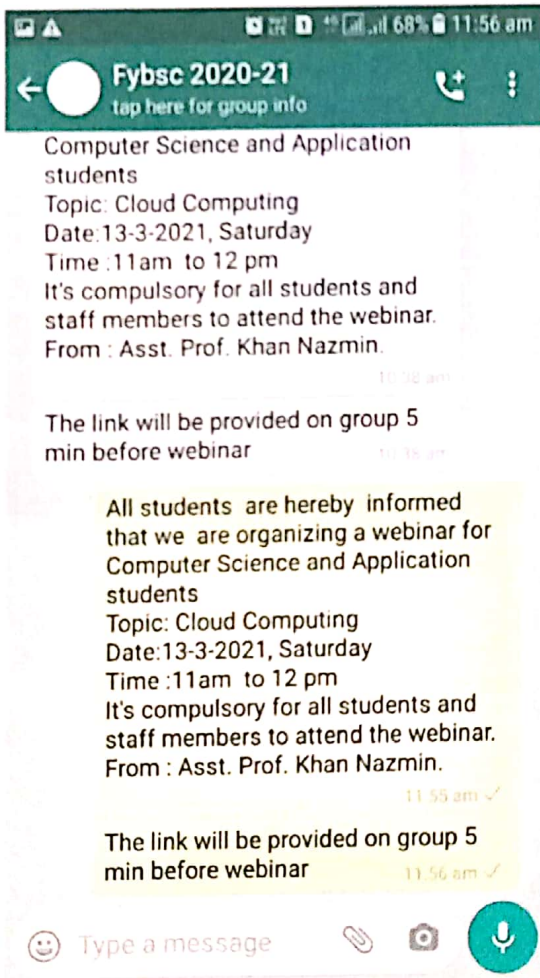 68% 11:56 am
Fybsc 2020-21
tap here for group info
Computer Science and Application
students
Topic: Cloud Computing
Date:13-3-2021, Saturday
Time :11am  to 12 pm
It's compulsory for all students and
staff members to attend the webinar.
From : Asst. Prof. Khan Nazmin.
The link will be provided on group 5
min before webinar
All students  are hereby  informed
that we  are organizing a webinar for
Computer Science and Application
students
Topic: Cloud Computing
Date:13-3-2021, Saturday
Time :11am  to 12 pm
It's compulsory for all students and
staff members to attend the webinar.
From : Asst. Prof. Khan Nazmin.
11:55 am
The link will be provided on group 5
min before webinar
11:56 am
Type a message